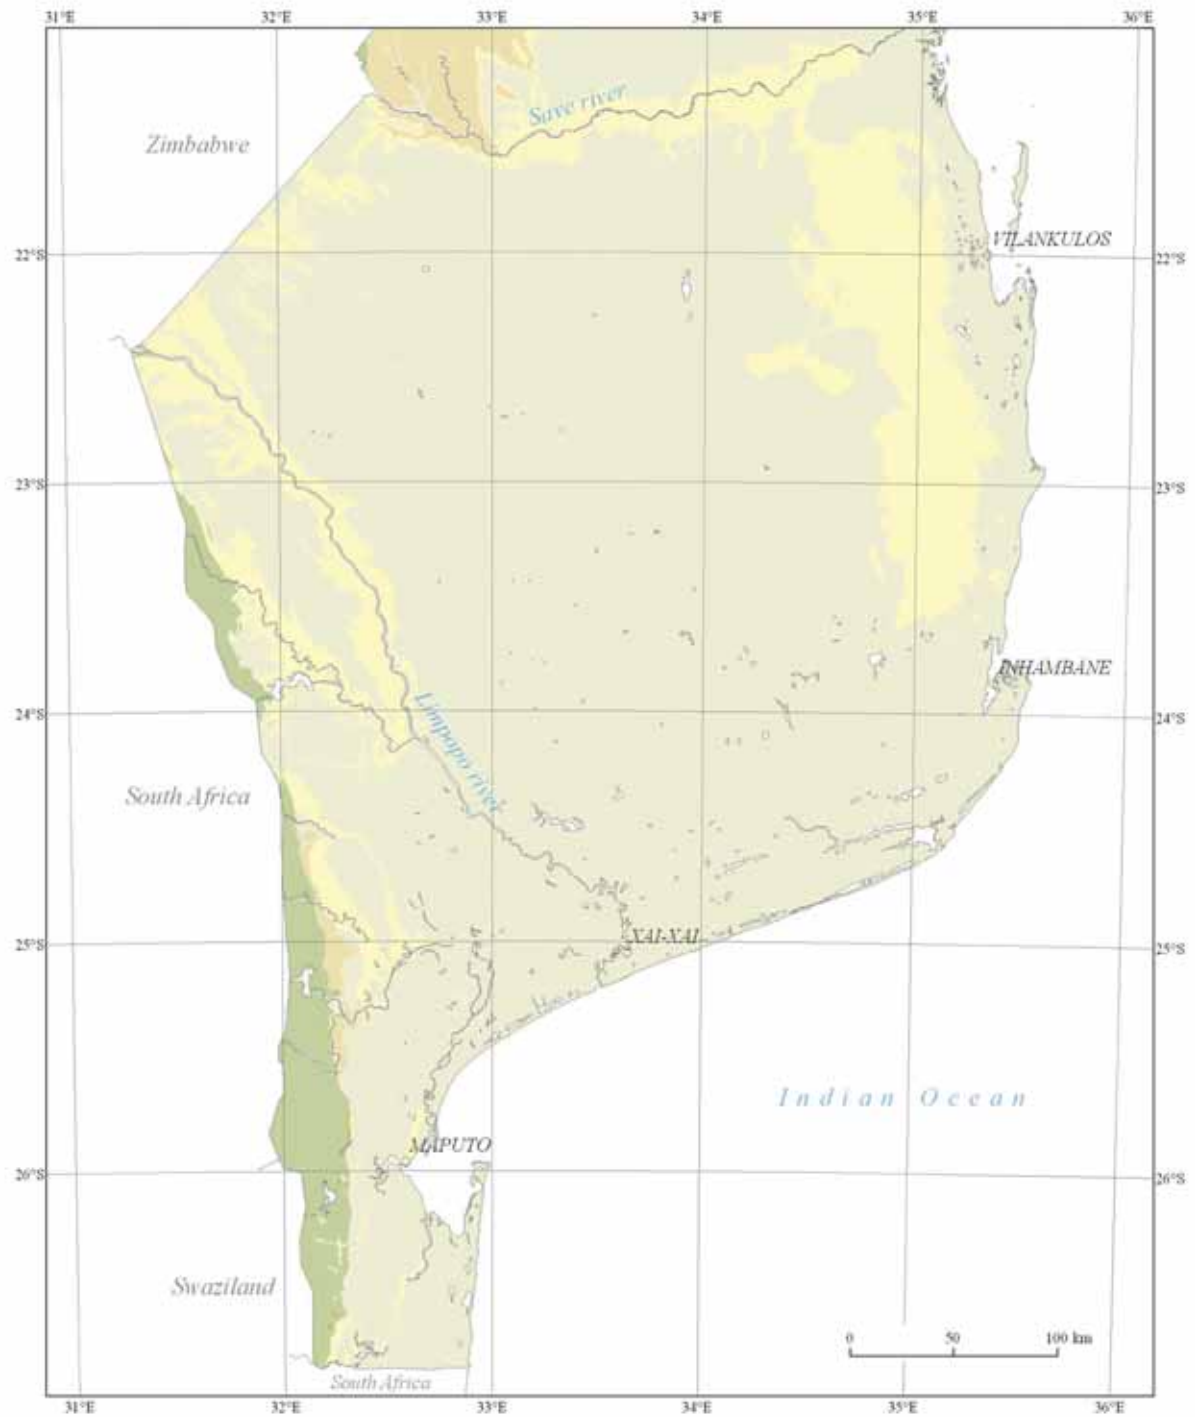 31°E 32°E 33°E 34°E 35°E 36°E
Save river
Zimbabwe
VILANKULOS
22°S 22°S
23°S 23°S
INHAMBANE
24°S 24°S
Limpopo river
South Africa
XAI-XAI
25°S 25°S
Indian Ocean
MAPUTO
26°S 26°S
Swaziland
0 50 100 km
South Africa
31°E 32°E 33°E 34°E 35°E 36°E